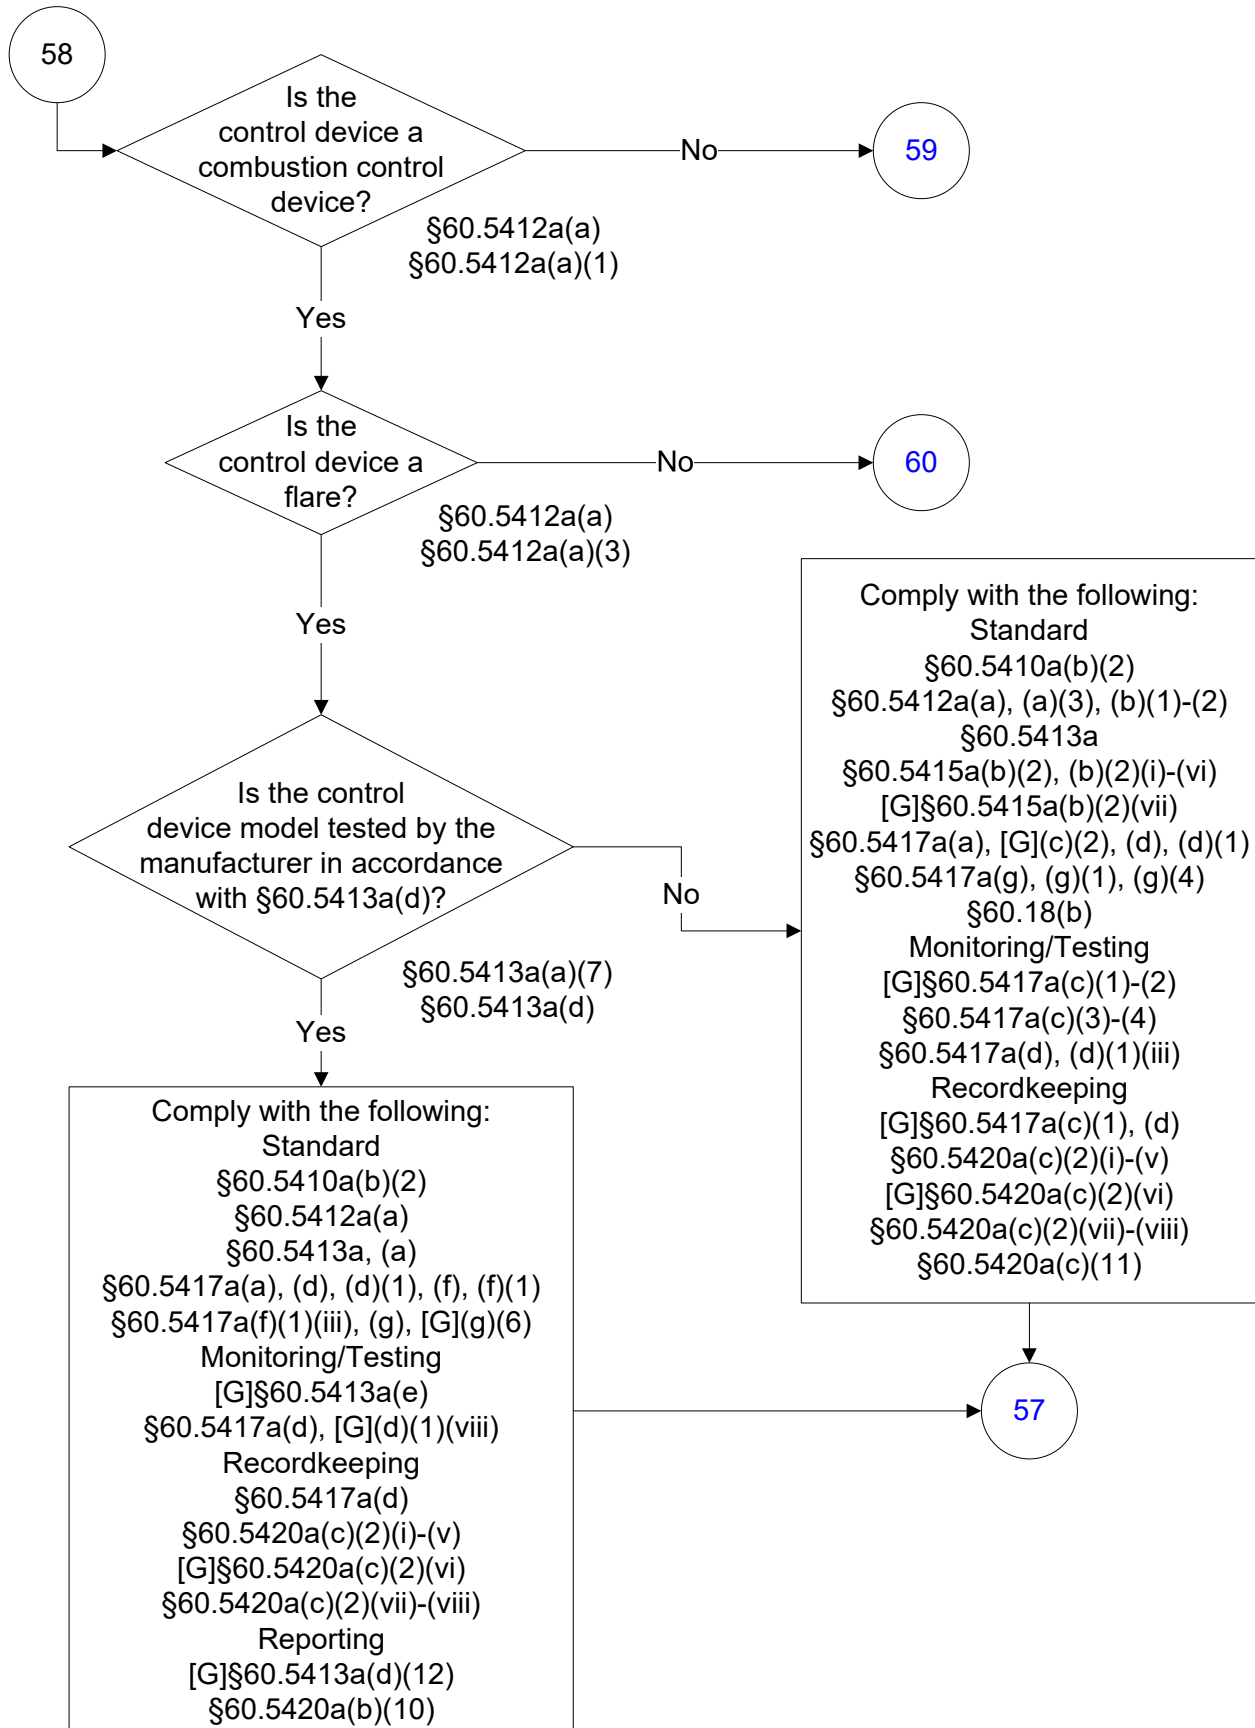 58
Is the
control device a
combustion control
device?
No
59
§60.5412a(a)
§60.5412a(a)(1)
Yes
Is the
control device a
flare?
No
60
§60.5412a(a)
§60.5412a(a)(3)
Yes
Is the control
device model tested by the
manufacturer in accordance
with §60.5413a(d)?
No
§60.5413a(a)(7)
§60.5413a(d)
Yes
Comply with the following:
Standard
§60.5410a(b)(2)
§60.5412a(a), (a)(3), (b)(1)-(2)
§60.5413a
§60.5415a(b)(2), (b)(2)(i)-(vi)
[G]§60.5415a(b)(2)(vii)
§60.5417a(a), [G](c)(2), (d), (d)(1)
§60.5417a(g), (g)(1), (g)(4)
§60.18(b)
Monitoring/Testing
[G]§60.5417a(c)(1)-(2)
§60.5417a(c)(3)-(4)
§60.5417a(d), (d)(1)(iii)
Recordkeeping
[G]§60.5417a(c)(1), (d)
§60.5420a(c)(2)(i)-(v)
[G]§60.5420a(c)(2)(vi)
§60.5420a(c)(2)(vii)-(viii)
§60.5420a(c)(11)
Comply with the following:
Standard
§60.5410a(b)(2)
§60.5412a(a)
§60.5413a, (a)
§60.5417a(a), (d), (d)(1), (f), (f)(1)
§60.5417a(f)(1)(iii), (g), [G](g)(6)
Monitoring/Testing
[G]§60.5413a(e)
§60.5417a(d), [G](d)(1)(viii)
Recordkeeping
§60.5417a(d)
§60.5420a(c)(2)(i)-(v)
[G]§60.5420a(c)(2)(vi)
§60.5420a(c)(2)(vii)-(viii)
Reporting
[G]§60.5413a(d)(12)
§60.5420a(b)(10)
57